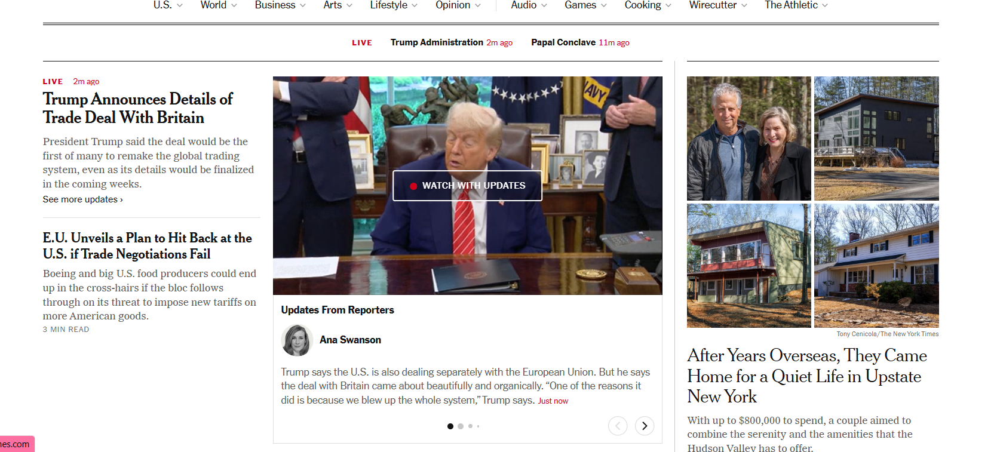 U.S. World Business Arts Lifestyle Opinion Audio Games Cooking Wirecutter The Athletic
LIVE Trump Administration 2m ago Papal Conclave 11m ago
LIVE 2m ago
Trump Announces Details of
Trade Deal With Britain
President Trump said the deal would be the
first of many to remake the global trading
system, even as its details would be finalized
in the coming weeks.
See more updates ›
E.U. Unveils a Plan to Hit Back at the
U.S. if Trade Negotiations Fail
Boeing and big U.S. food producers could end
up in the cross-hairs if the bloc follows
through on its threat to impose new tariffs on
more American goods.
3 MIN READ
NAVY
WATCH WITH UPDATES
Updates From Reporters
Ana Swanson
Trump says the U.S. is also dealing separately with the European Union. But he says
the deal with Britain came about beautifully and organically. “One of the reasons it
did is because we blew up the whole system,” Trump says. Just now
Tony Cenicola/The New York Times
After Years Overseas, They Came
Home for a Quiet Life in Upstate
New York
With up to $800,000 to spend, a couple aimed to
combine the serenity and the amenities that the
Hudson Valley has to offer.
nes.com